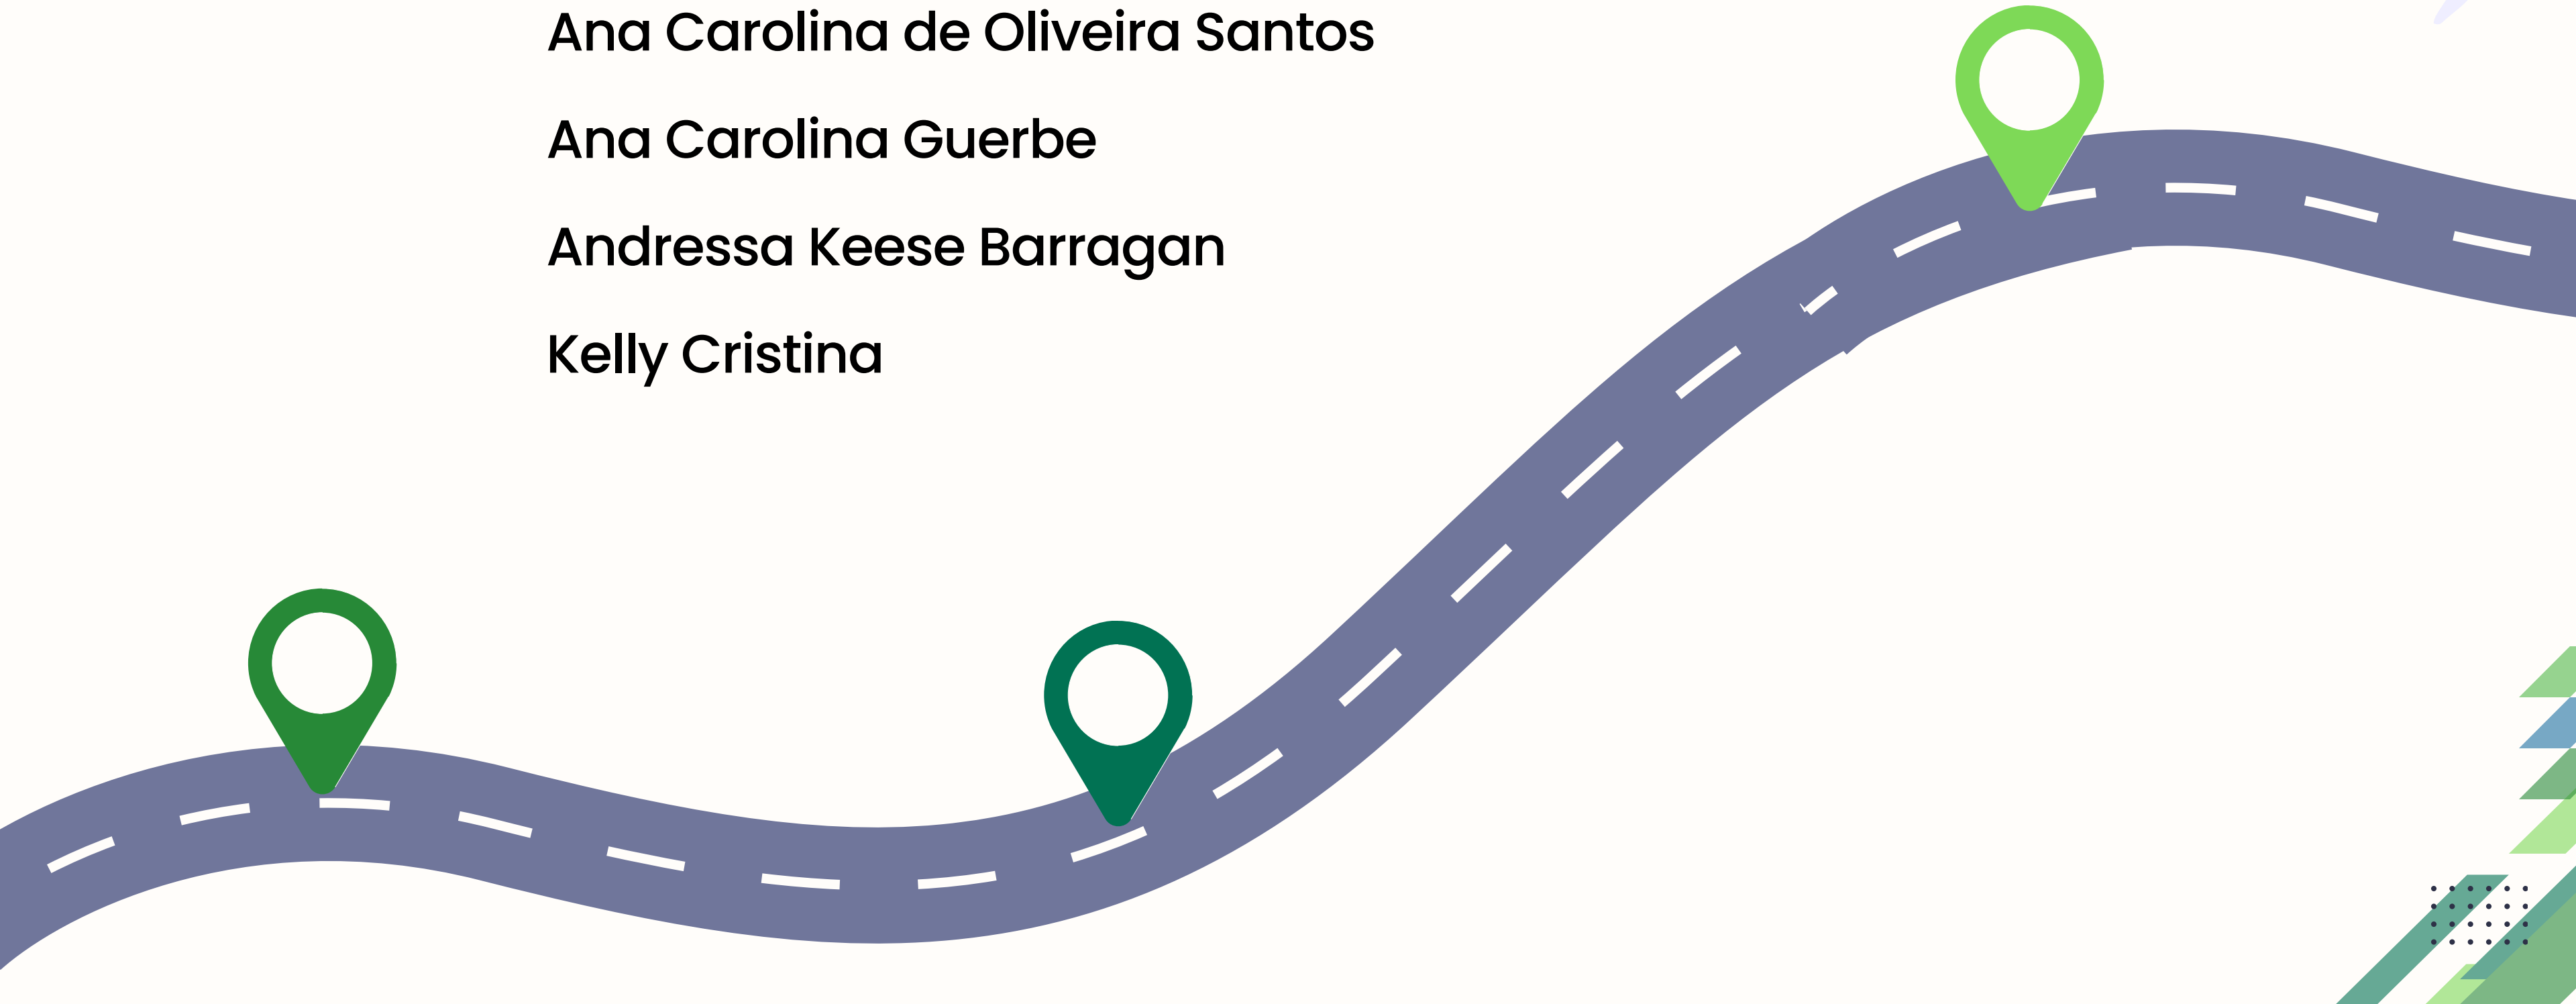 Ana Carolina de Oliveira Santos
Ana Carolina Guerbe
Andressa Keese Barragan
Kelly Cristina